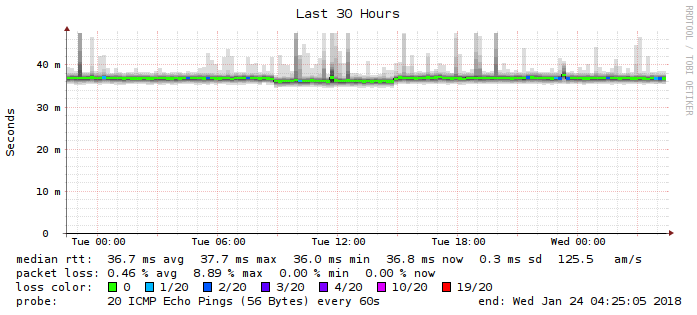 Last 30 Hours
RRDTOOL / TOBI OETIKER
Seconds
40 m
30 m
20 m
10 m
0
Tue 00:00 Tue 06:00 Tue 12:00 Tue 18:00 Wed 00:00
median rtt: 36.7 ms avg 37.7 ms max 36.0 ms min 36.8 ms now 0.3 ms sd 125.5 am/s
packet loss: 0.46 % avg 8.89 % max 0.00 % min 0.00 % now
loss color: 0 1/20 2/20 3/20 4/20 10/20 19/20
probe: 20 ICMP Echo Pings (56 Bytes) every 60s end: Wed Jan 24 04:25:05 2018